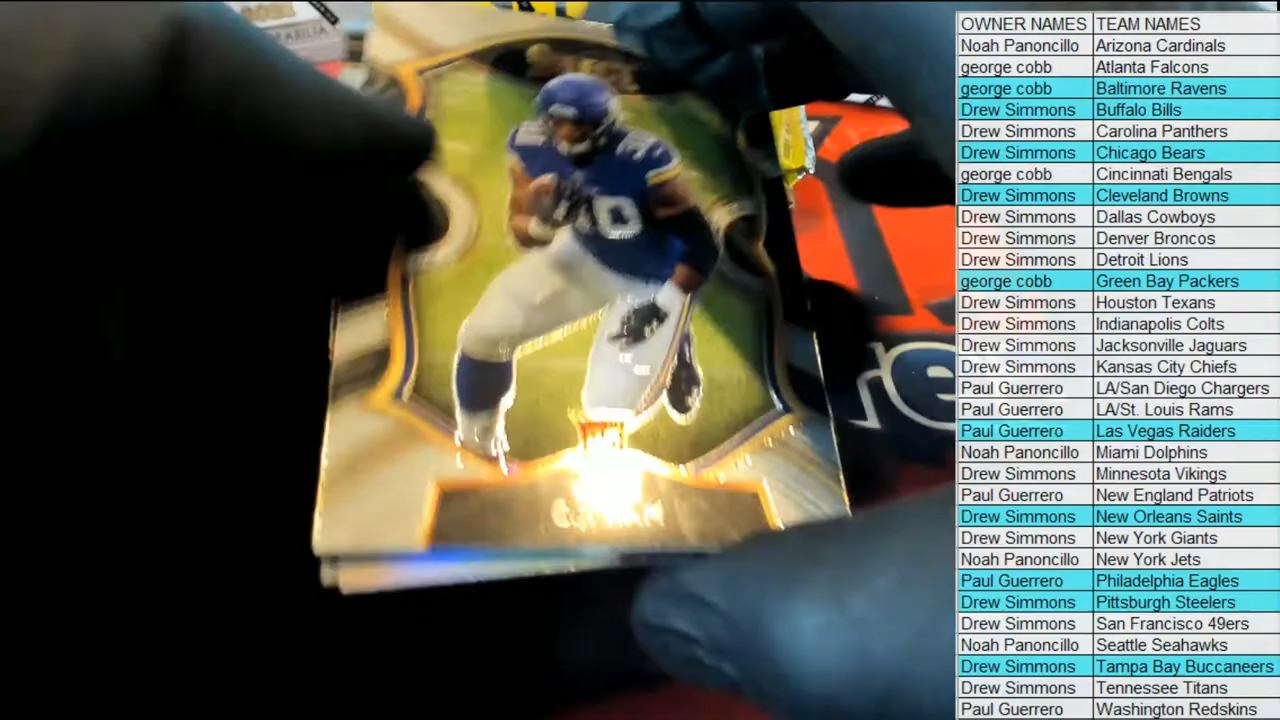 OWNER NAMES TEAM NAMES
Noah Panoncillo Arizona Cardinals
george cobb Atlanta Falcons
george cobb Baltimore Ravens
Drew Simmons Buffalo Bills
Drew Simmons Carolina Panthers
Drew Simmons Chicago Bears
george cobb Cincinnati Bengals
Drew Simmons Cleveland Browns
Drew Simmons Dallas Cowboys
Drew Simmons Denver Broncos
Drew Simmons Detroit Lions
george cobb Green Bay Packers
Drew Simmons Houston Texans
Drew Simmons Indianapolis Colts
Drew Simmons Jacksonville Jaguars
Drew Simmons Kansas City Chiefs
Paul Guerrero LA/San Diego Chargers
Paul Guerrero LA/St. Louis Rams
Paul Guerrero Las Vegas Raiders
Noah Panoncillo Miami Dolphins
Drew Simmons Minnesota Vikings
Paul Guerrero New England Patriots
Drew Simmons New Orleans Saints
Drew Simmons New York Giants
Noah Panoncillo New York Jets
Paul Guerrero Philadelphia Eagles
Drew Simmons Pittsburgh Steelers
Drew Simmons San Francisco 49ers
Noah Panoncillo Seattle Seahawks
Drew Simmons Tampa Bay Buccaneers
Drew Simmons Tennessee Titans
Paul Guerrero Washington Redskins